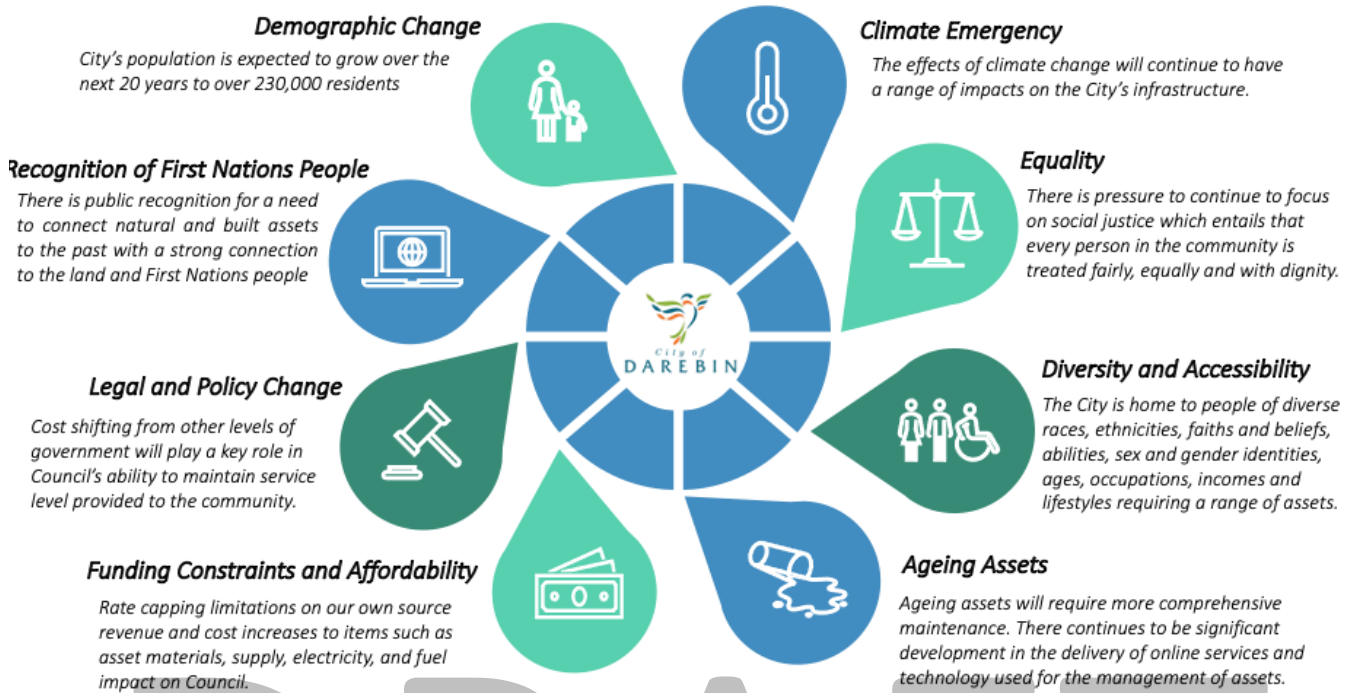 Demographic Change
City's population is expected to grow over the
next 20 years to over 230,000 residents
Climate Emergency
The effects of climate change will continue to have
a range of impacts on the City's infrastructure.
Recognition of First Nations People
There is public recognition for a need
to connect natural and built assets
to the past with a strong connection
to the land and First Nations people
Equality
There is pressure to continue to focus
on social justice which entails that
every person in the community is
treated fairly, equally and with dignity.
City of
DAREBIN
Legal and Policy Change
Cost shifting from other levels of
government will play a key role in
Council's ability to maintain service
level provided to the community.
Diversity and Accessibility
The City is home to people of diverse
races, ethnicities, faiths and beliefs,
abilities, sex and gender identities,
ages, occupations, incomes and
lifestyles requiring a range of assets.
Funding Constraints and Affordability
Rate capping limitations on our own source
revenue and cost increases to items such as
asset materials, supply, electricity, and fuel
impact on Council.
Ageing Assets
Ageing assets will require more comprehensive
maintenance. There continues to be significant
development in the delivery of online services and
technology used for the management of assets.